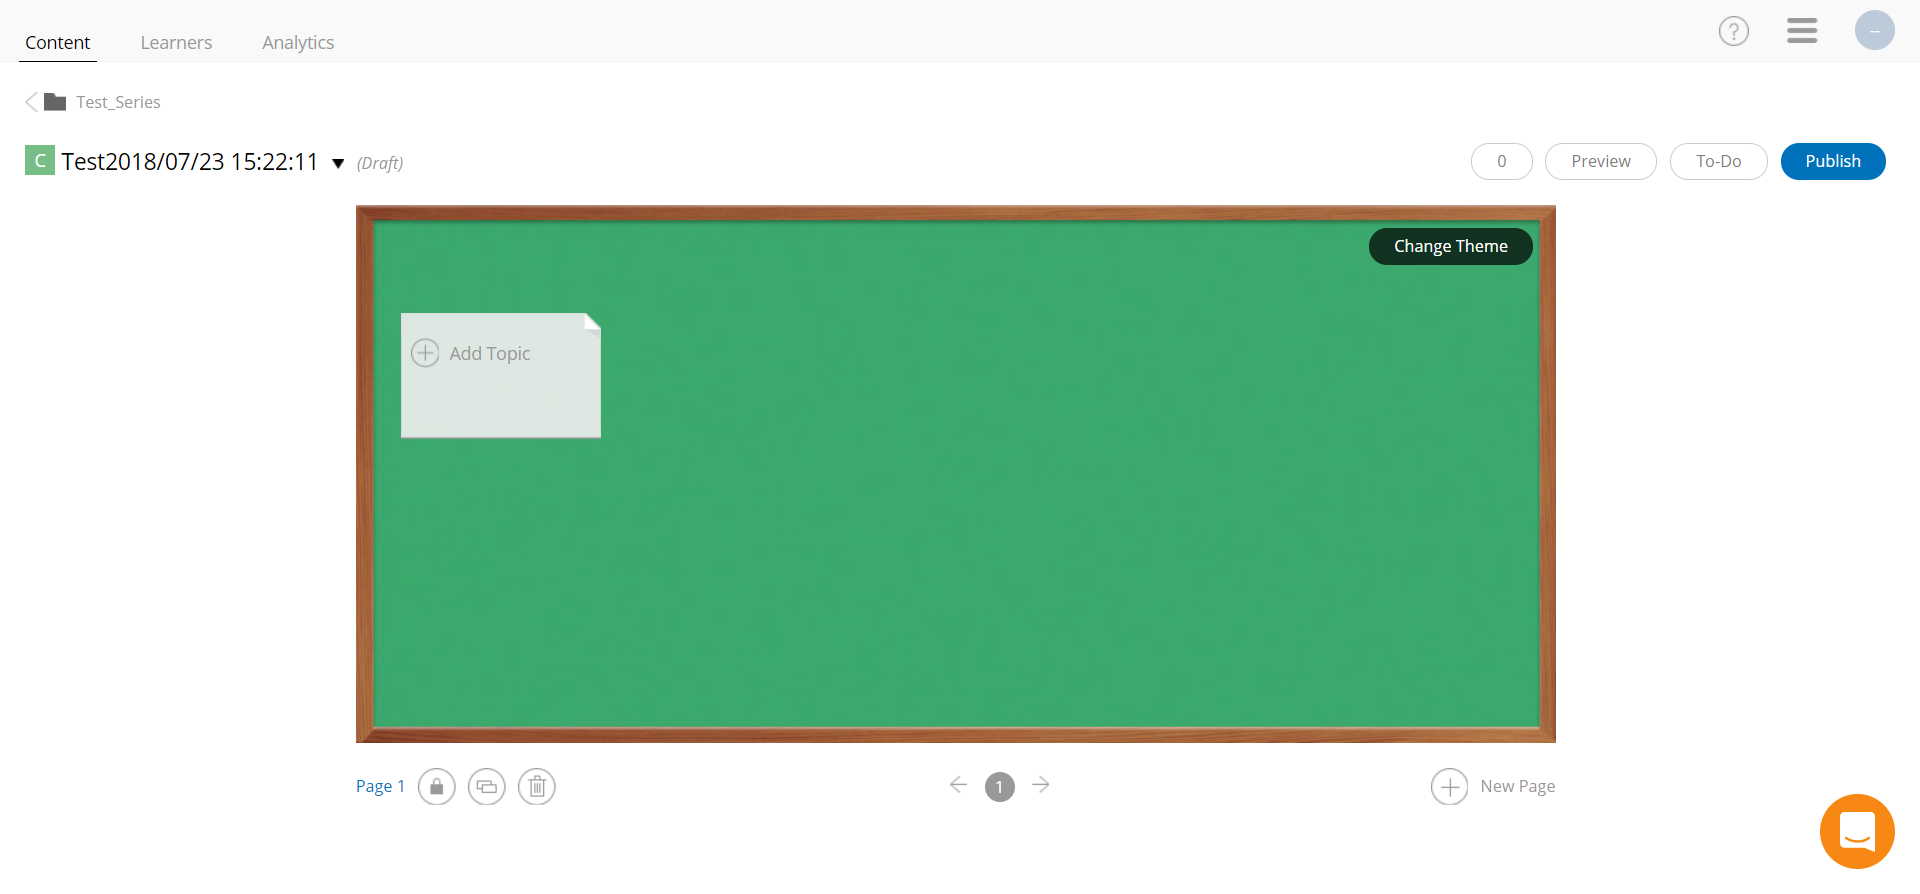 Content Learners Analytics ? --
Test_Series
C Test2018/07/23 15:22:11 (Draft) 0 Preview To-Do Publish
Change Theme
Add Topic
Page 1 1 New Page